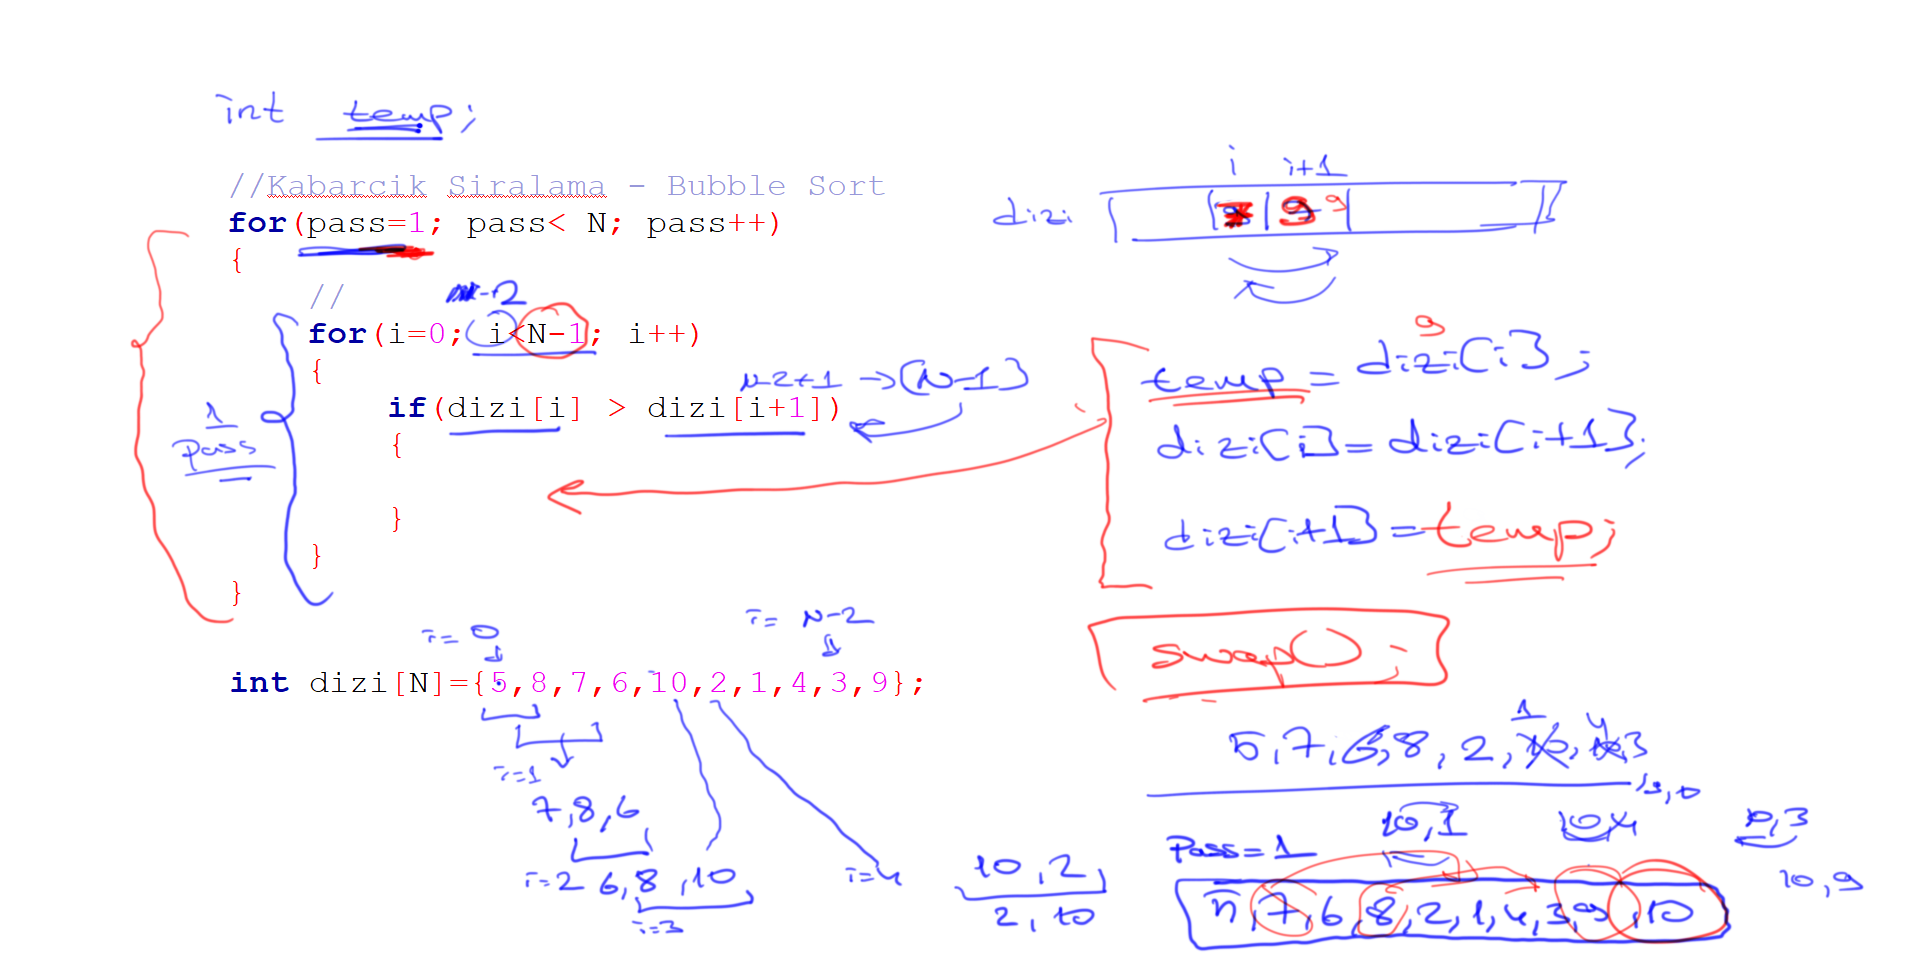 int temp;
//Kabarcik Siralama - Bubble Sort
for(pass=1; pass< N; pass++)
{
//
-2
for(i=0; i<N-1; i++)
{
N-2+1 → [N-1]
if(dizi[i] > dizi[i+1])
{
}
}
}
1
pass
i i+1
dizi
9 9
9
temp = dizi[i];
dizi[i] = dizi[i+1];
dizi[i+1] = temp;
swap();
i= 0
i= N-2
int dizi[N]={5,8,7,6,10,2,1,4,3,9};
i=1
7,8,6
i=2 6,8,10
i=3
i=4
10,2
2,10
1 4
5,7,6,8,2,10,10,3
10,1 10,4 10,3
10,9
Pass=1
5,7,6,8,2,1,4,3,9,10